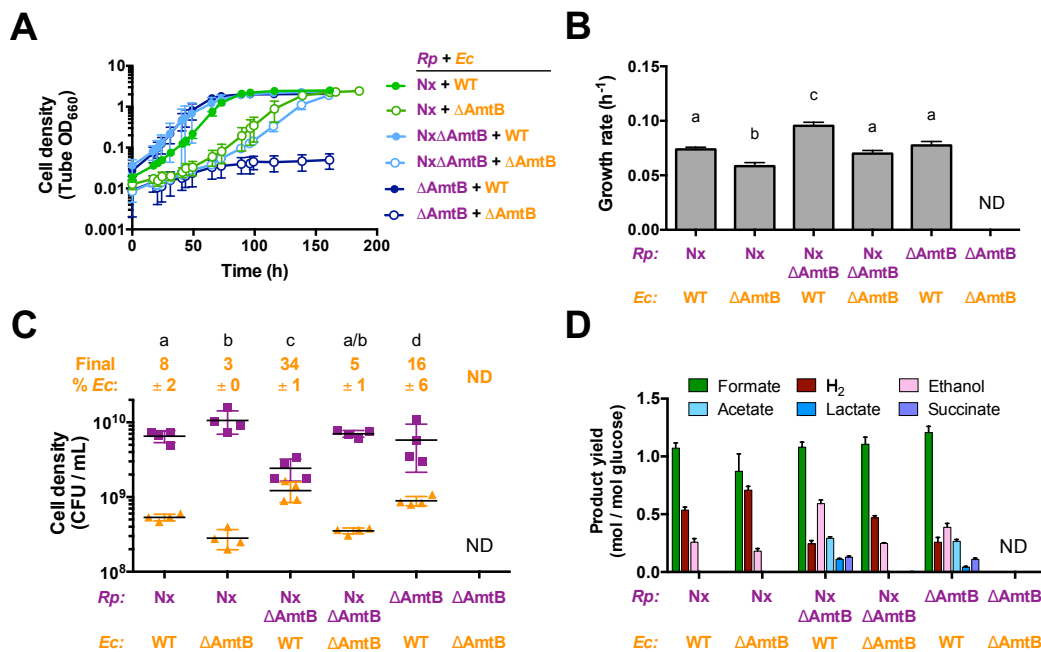 A
Rp + Ec
Nx + WT
Nx + ΔAmtB
NxΔAmtB + WT
NxΔAmtB + ΔAmtB
ΔAmtB + WT
ΔAmtB + ΔAmtB
Cell density
(Tube OD660)
10
1
0.1
0.01
0.001
0 50 100 150 200
Time (h)
B
Growth rate (h-1)
0.15
0.10
0.05
0.00
a b c a a ND
Rp: Nx Nx Nx ΔAmtB Nx ΔAmtB ΔAmtB ΔAmtB
Ec: WT ΔAmtB WT ΔAmtB WT ΔAmtB
C
a b c a/b d
Final 8 3 34 5 16 ND
% Ec: ± 2 ± 0 ± 1 ± 1 ± 6
Cell density
(CFU / mL)
10^10
10^9
10^8
ND
Rp: Nx Nx Nx ΔAmtB Nx ΔAmtB ΔAmtB ΔAmtB
Ec: WT ΔAmtB WT ΔAmtB WT ΔAmtB
D
Formate H2 Ethanol
Acetate Lactate Succinate
Product yield
(mol / mol glucose)
1.5
1.0
0.5
0.0
ND
Rp: Nx Nx Nx ΔAmtB Nx ΔAmtB ΔAmtB ΔAmtB
Ec: WT ΔAmtB WT ΔAmtB WT ΔAmtB